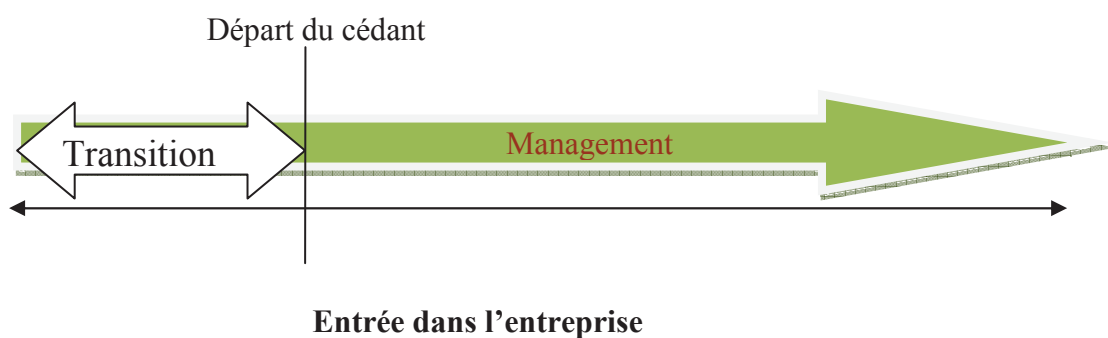 Départ du cédant
Transition
Management
Entrée dans l'entreprise